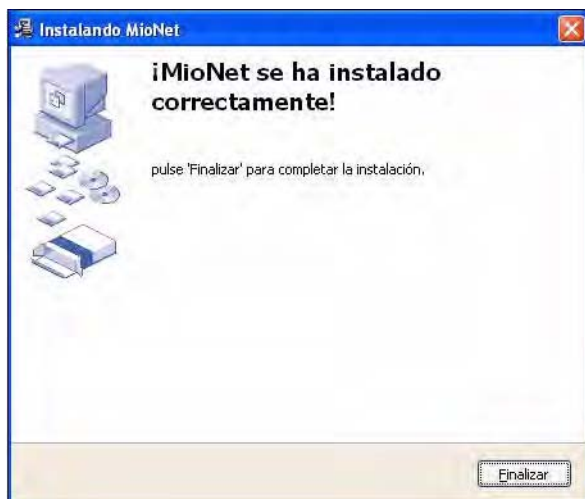 Instalando MioNet
¡MioNet se ha instalado
correctamente!
pulse 'Finalizar' para completar la instalación.
Finalizar